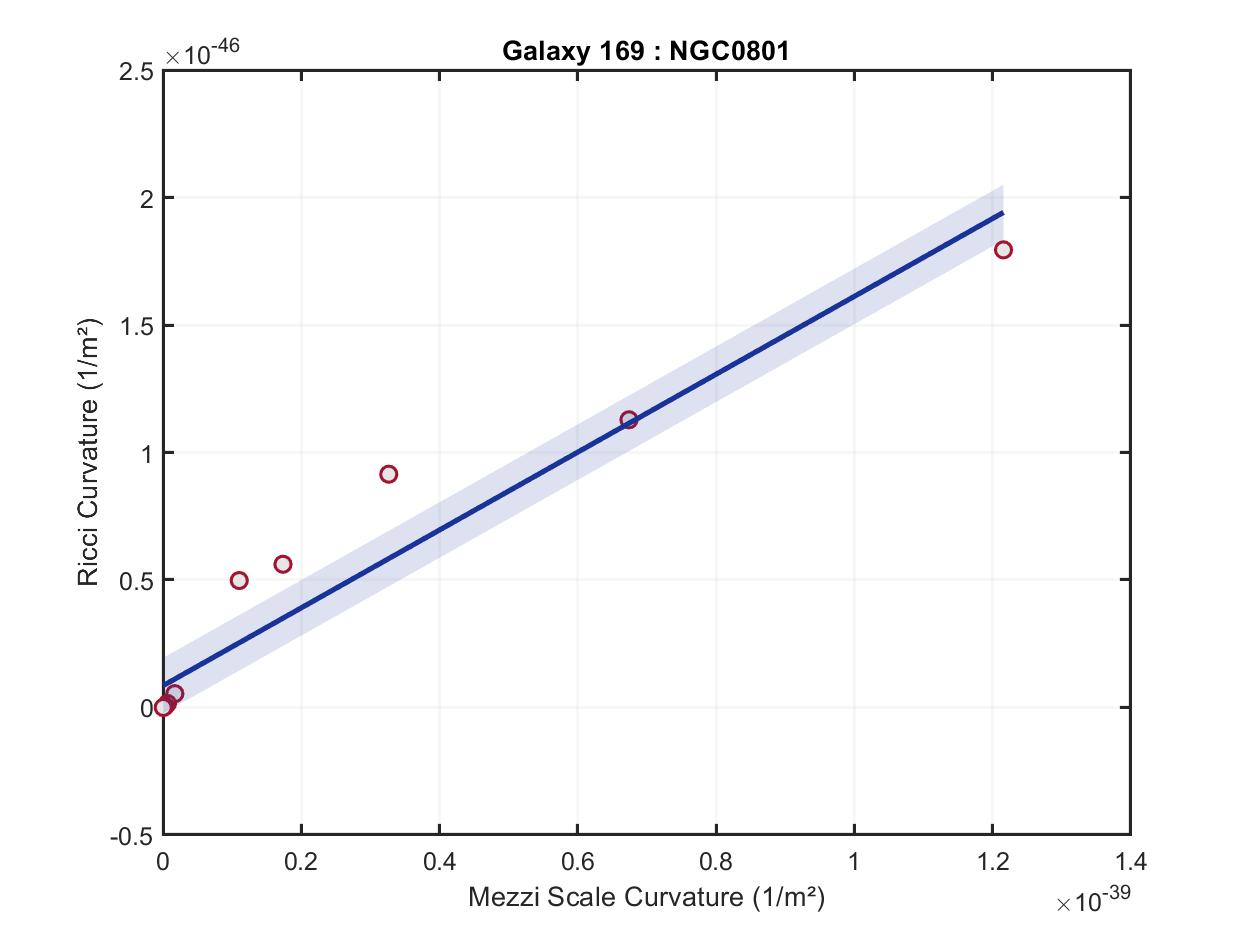 Galaxy 169 : NGC0801
×10^-46
2.5
2
1.5
1
0.5
0
-0.5
Ricci Curvature (1/m²)
0 0.2 0.4 0.6 0.8 1 1.2 1.4
Mezzi Scale Curvature (1/m²)
×10^-39